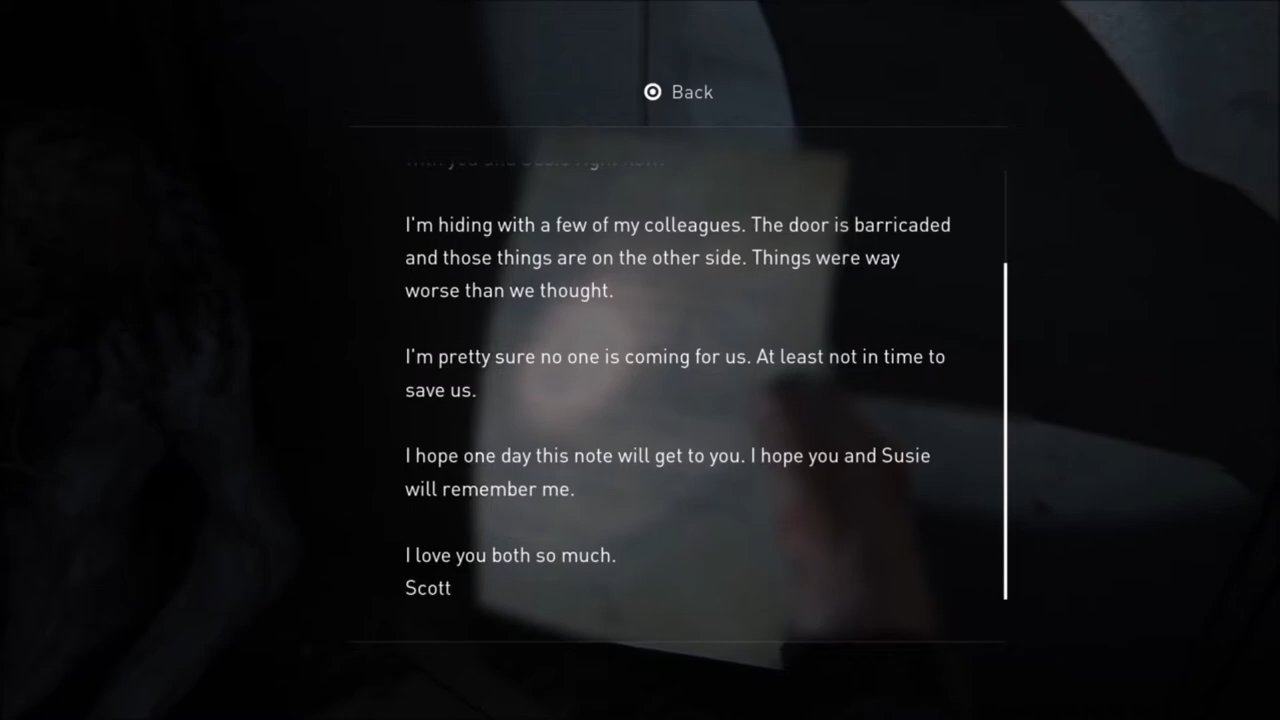 Back
I'm hiding with a few of my colleagues. The door is barricaded
and those things are on the other side. Things were way
worse than we thought.
I'm pretty sure no one is coming for us. At least not in time to
save us.
I hope one day this note will get to you. I hope you and Susie
will remember me.
I love you both so much.
Scott